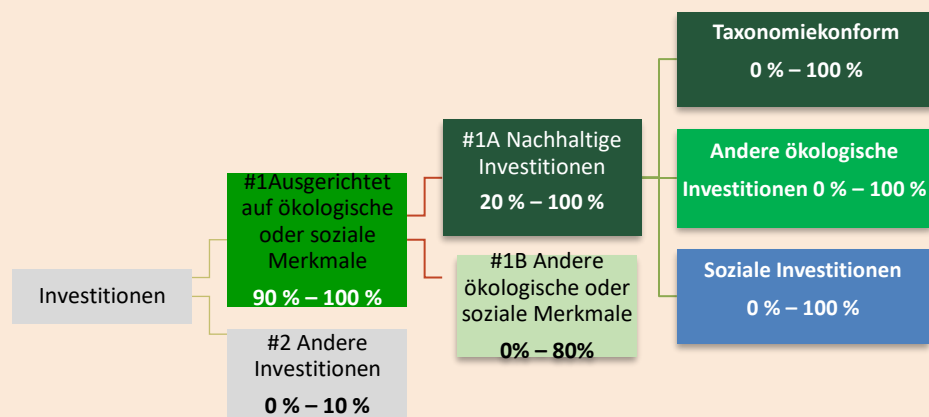 Investitionen
#1Ausgerichtet
auf ökologische
oder soziale
Merkmale
90 % – 100 %
#2 Andere
Investitionen
0 % – 10 %
#1A Nachhaltige
Investitionen
20 % – 100 %
#1B Andere
ökologische oder
soziale Merkmale
0% – 80%
Taxonomiekonform
0 % – 100 %
Andere ökologische
Investitionen 0 % – 100 %
Soziale Investitionen
0 % – 100 %